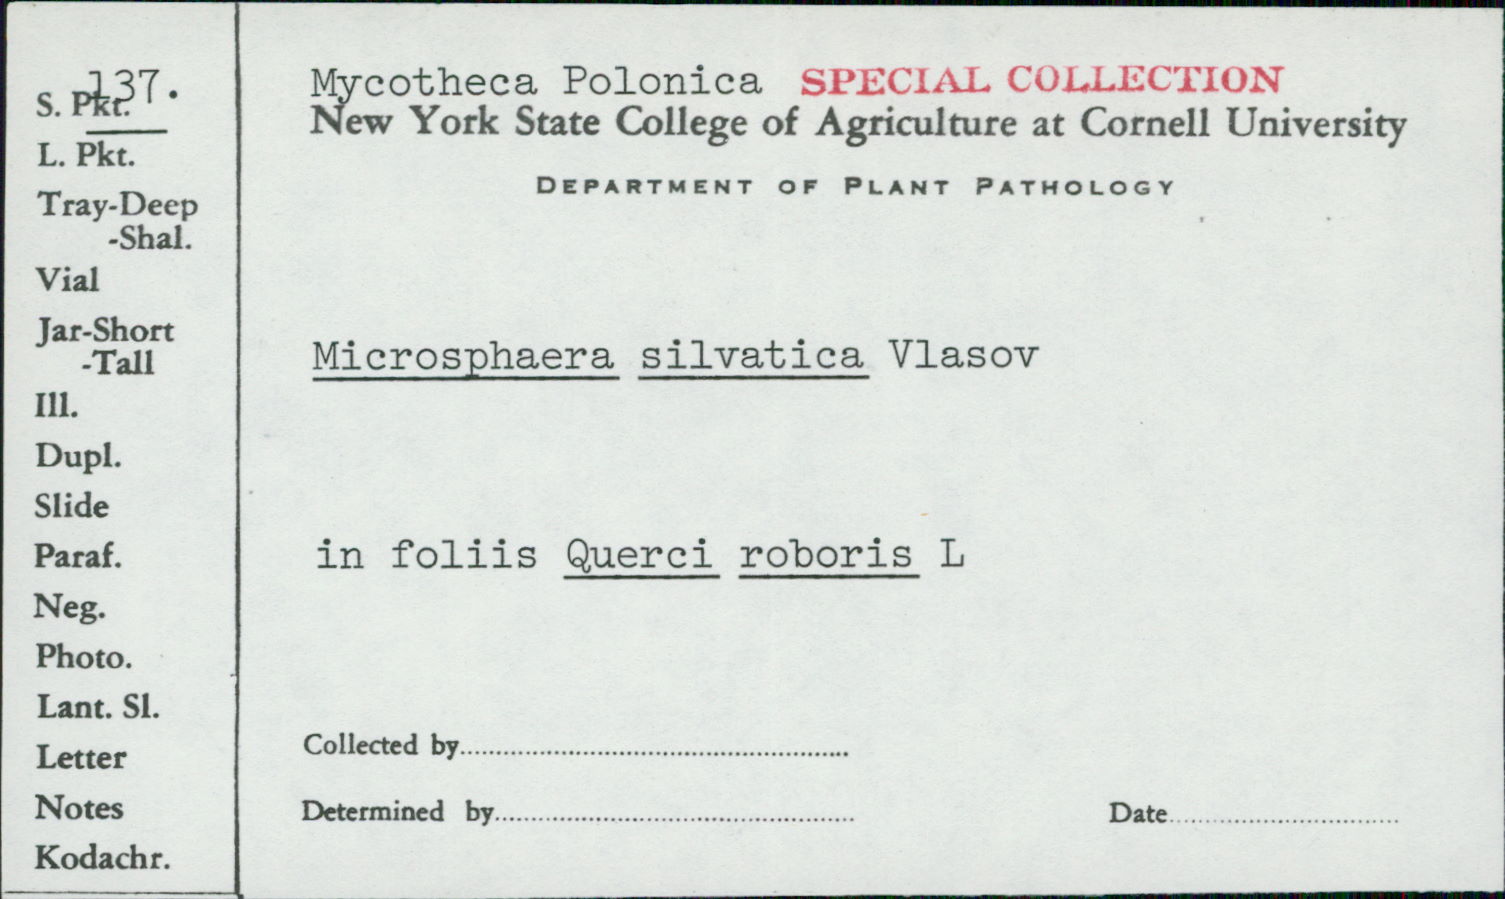 137.
S. Pkt.
L. Pkt.
Tray-Deep
-Shal.
Vial
Jar-Short
-Tall
Ill.
Dupl.
Slide
Paraf.
Neg.
Photo.
Lant. Sl.
Letter
Notes
Kodachr.
Mycotheca Polonica SPECIAL COLLECTION
New York State College of Agriculture at Cornell University
DEPARTMENT OF PLANT PATHOLOGY
Microsphaera silvatica Vlasov
in foliis Querci roboris L
Collected by
Determined by
Date